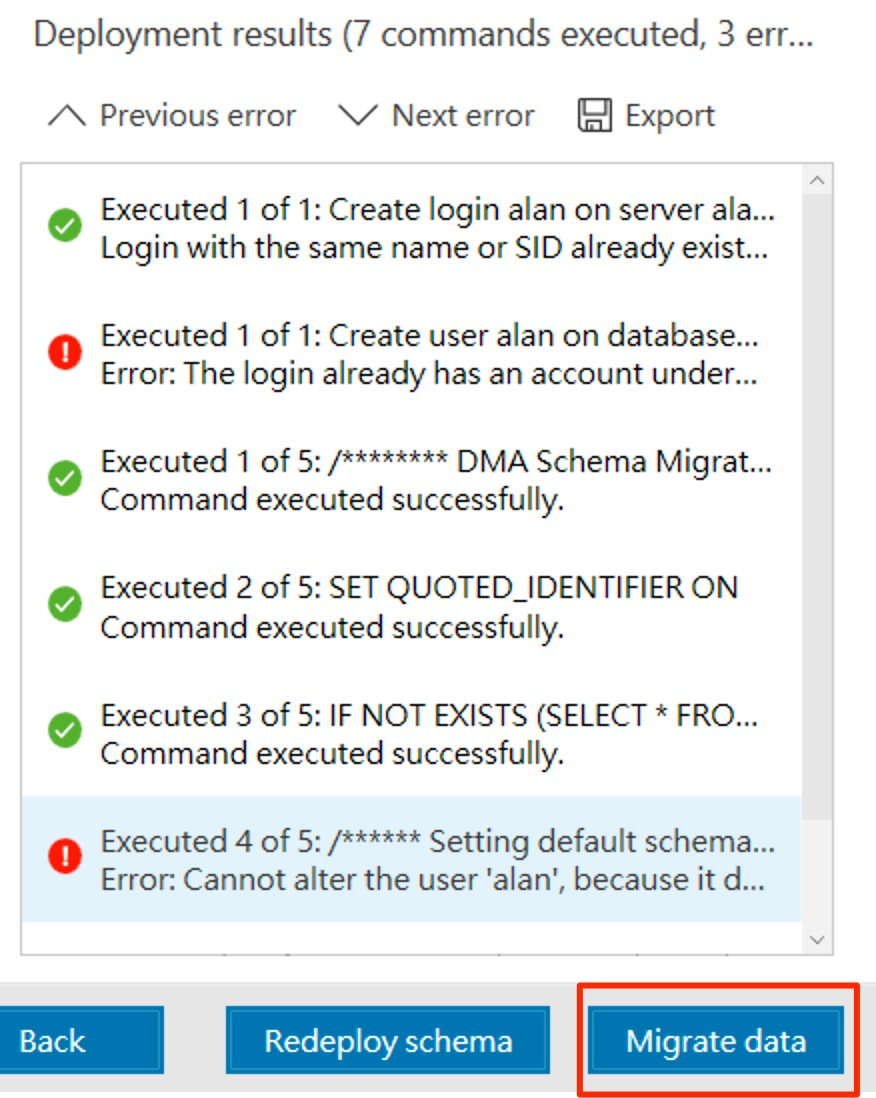 Deployment results (7 commands executed, 3 err...
Previous error
Next error
Export
Executed 1 of 1: Create login alan on server ala...
Login with the same name or SID already exist...
Executed 1 of 1: Create user alan on database...
Error: The login already has an account under...
Executed 1 of 5: /******** DMA Schema Migrat...
Command executed successfully.
Executed 2 of 5: SET QUOTED_IDENTIFIER ON
Command executed successfully.
Executed 3 of 5: IF NOT EXISTS (SELECT * FRO...
Command executed successfully.
Executed 4 of 5: /****** Setting default schema...
Error: Cannot alter the user 'alan', because it d...
Back
Redeploy schema
Migrate data